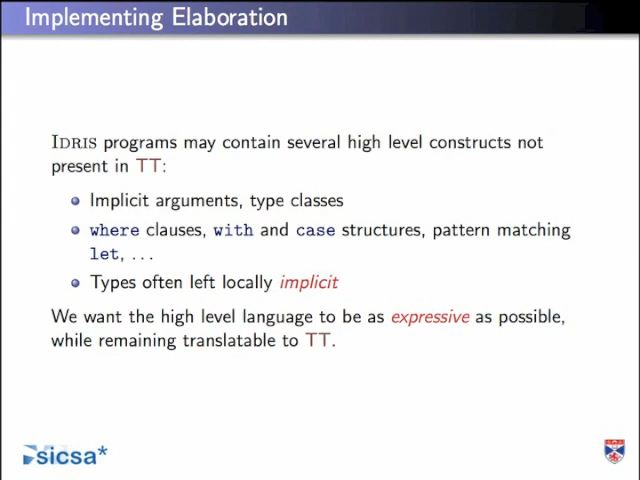 Implementing Elaboration
IDRIS programs may contain several high level constructs not
present in TT:
Implicit arguments, type classes
where clauses, with and case structures, pattern matching
let, ...
Types often left locally implicit
We want the high level language to be as expressive as possible,
while remaining translatable to TT.
sicsa*